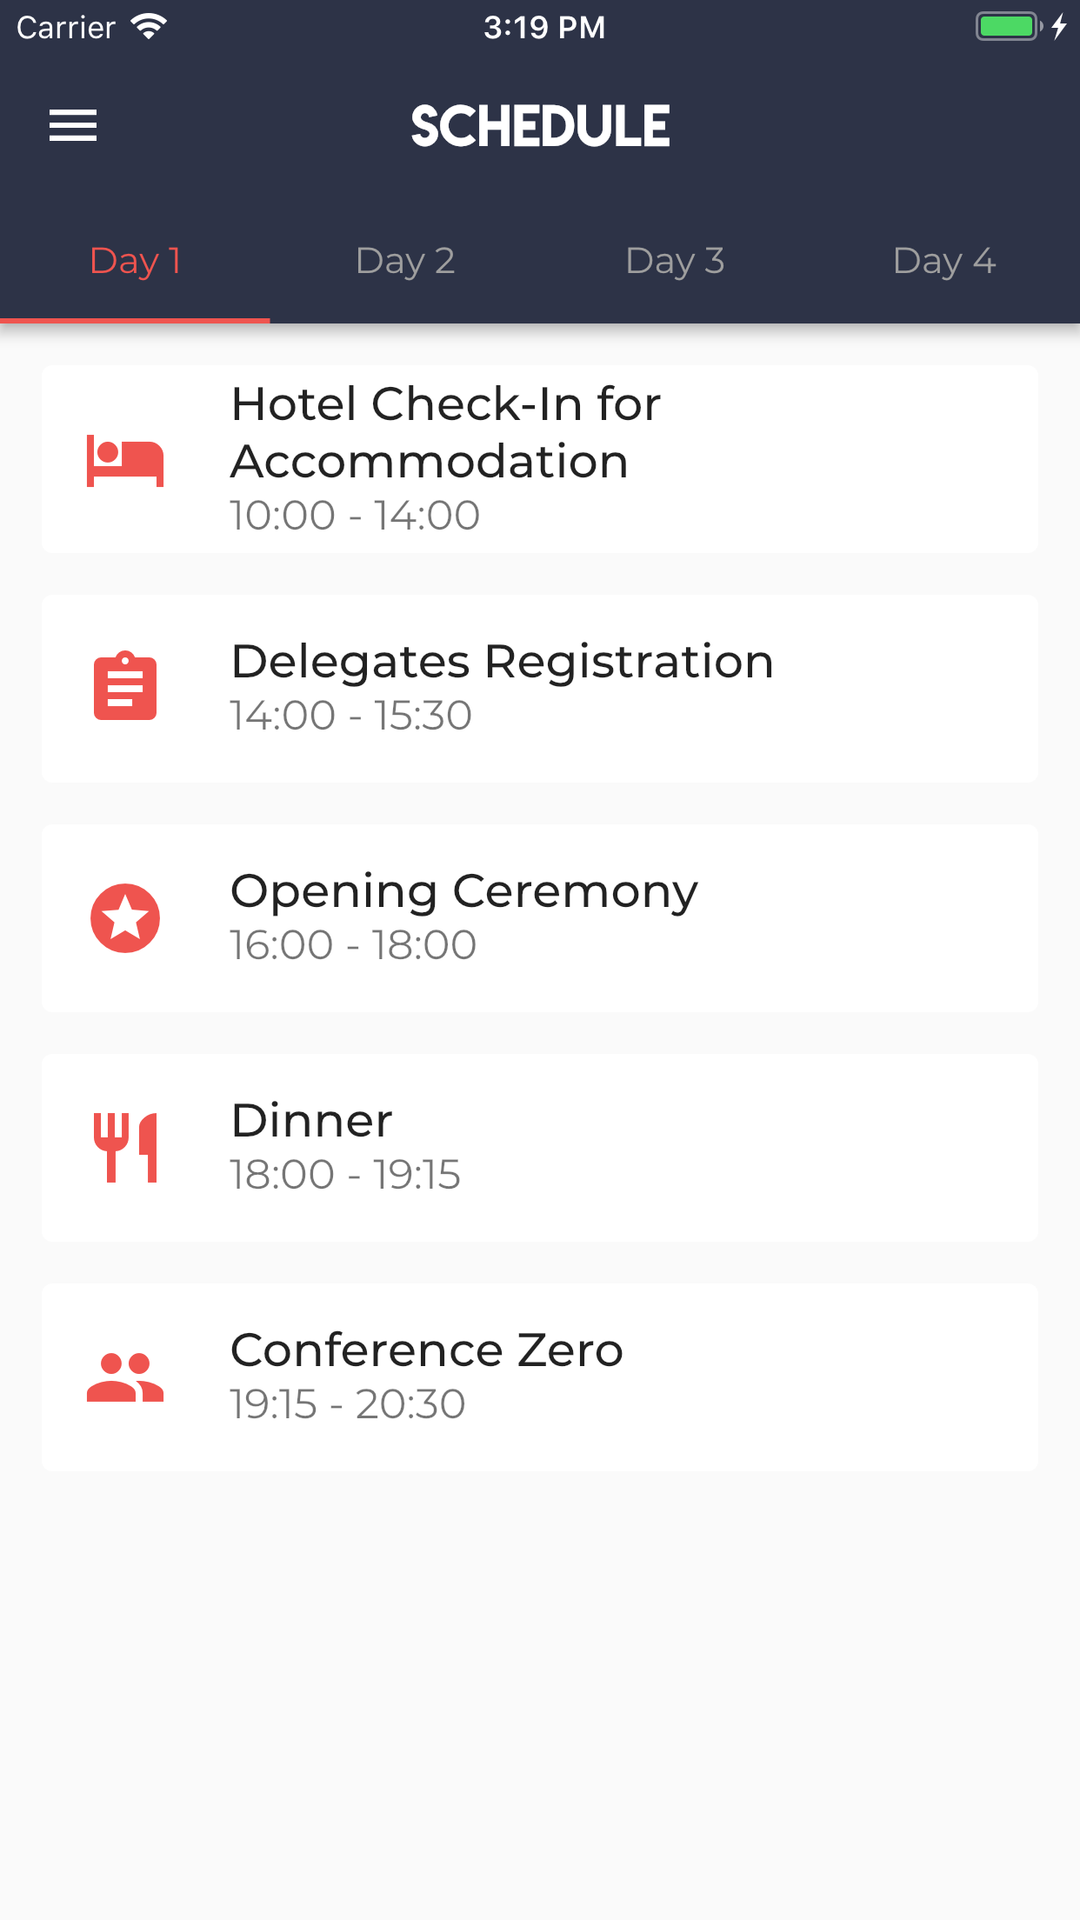 Carrier 3:19 PM
SCHEDULE
Day 1 Day 2 Day 3 Day 4
Hotel Check-In for
Accommodation
10:00 - 14:00
Delegates Registration
14:00 - 15:30
Opening Ceremony
16:00 - 18:00
Dinner
18:00 - 19:15
Conference Zero
19:15 - 20:30